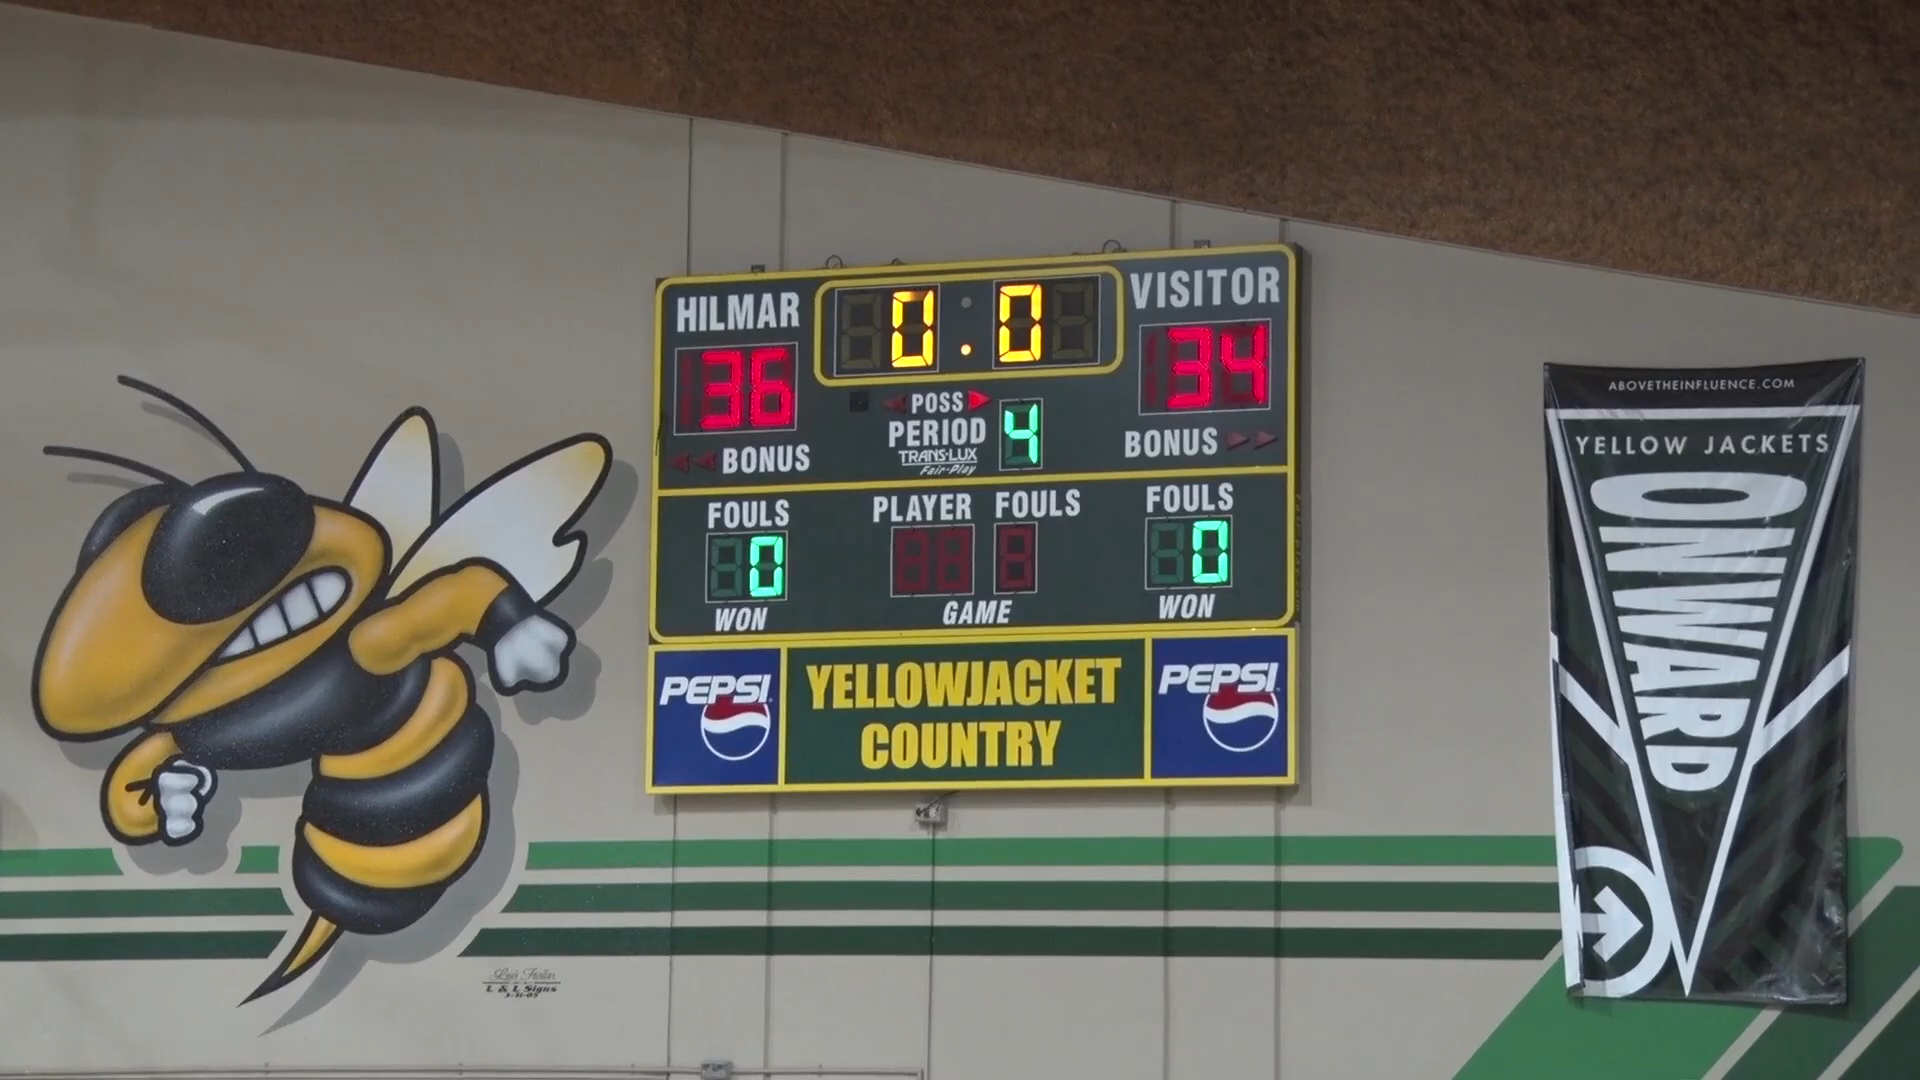 HILMAR
0.0
VISITOR
36
34
POSS
PERIOD
4
TRANS-LUX
Fair-Play
BONUS
BONUS
FOULS
PLAYER FOULS
FOULS
0
0
WON
GAME
WON
PEPSI
YELLOWJACKET
COUNTRY
PEPSI
ABOVETHEINFLUENCE.COM
YELLOW JACKETS
ONWARD
L & L Signs